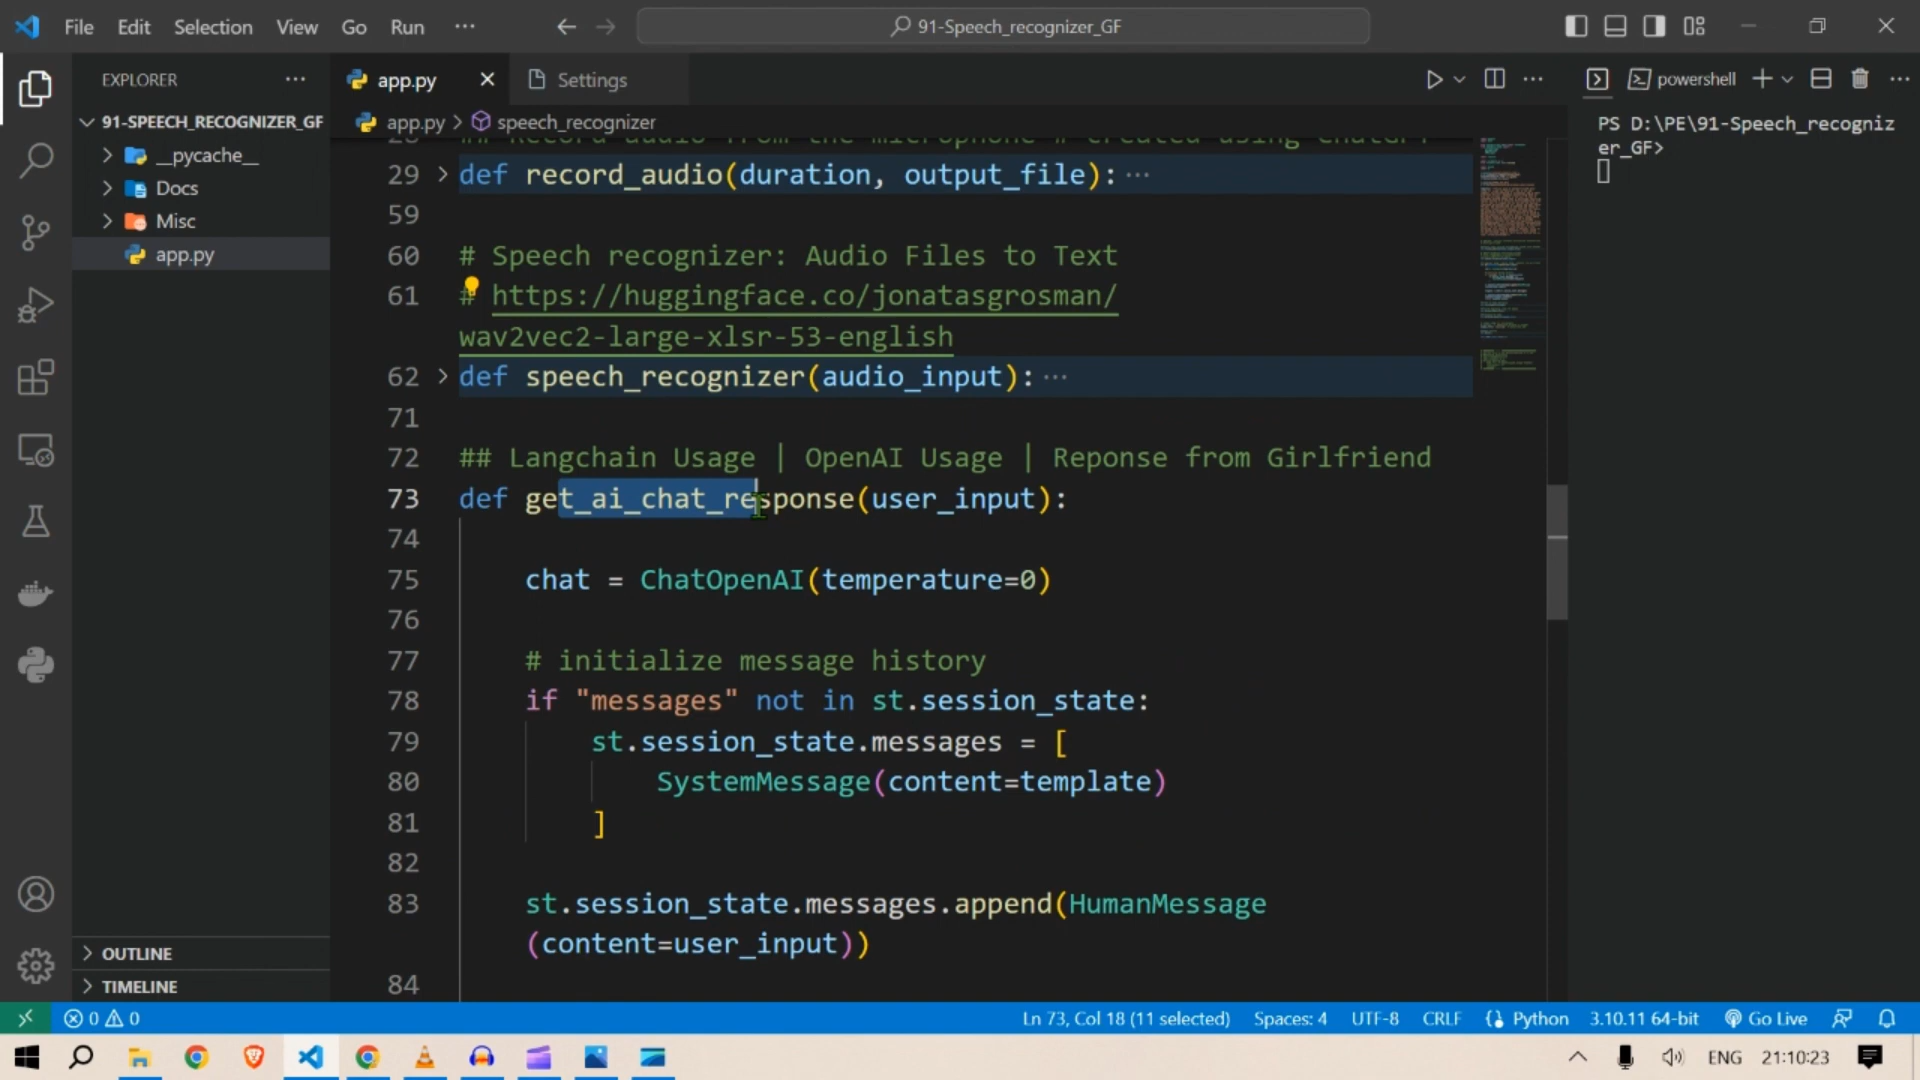 File Edit Selection View Go Run ···
91-Speech_recognizer_GF
EXPLORER
91-SPEECH_RECOGNIZER_GF
__pycache__
Docs
Misc
app.py
OUTLINE
TIMELINE
app.py
Settings
app.py > speech_recognizer
29 def record_audio(duration, output_file): ···
59
60 # Speech recognizer: Audio Files to Text
61 # https://huggingface.co/jonatasgrosman/
wav2vec2-large-xlsr-53-english
62 def speech_recognizer(audio_input): ···
71
72 ## Langchain Usage | OpenAI Usage | Reponse from Girlfriend
73 def get_ai_chat_response(user_input):
74
75 chat = ChatOpenAI(temperature=0)
76
77 # initialize message history
78 if "messages" not in st.session_state:
79 st.session_state.messages = [
80 SystemMessage(content=template)
81 ]
82
83 st.session_state.messages.append(HumanMessage
(content=user_input))
84
powershell
PS D:\PE\91-Speech_recogniz
er_GF>
0 0
Ln 73, Col 18 (11 selected) Spaces: 4 UTF-8 CRLF Python 3.10.11 64-bit Go Live
ENG 21:10:23